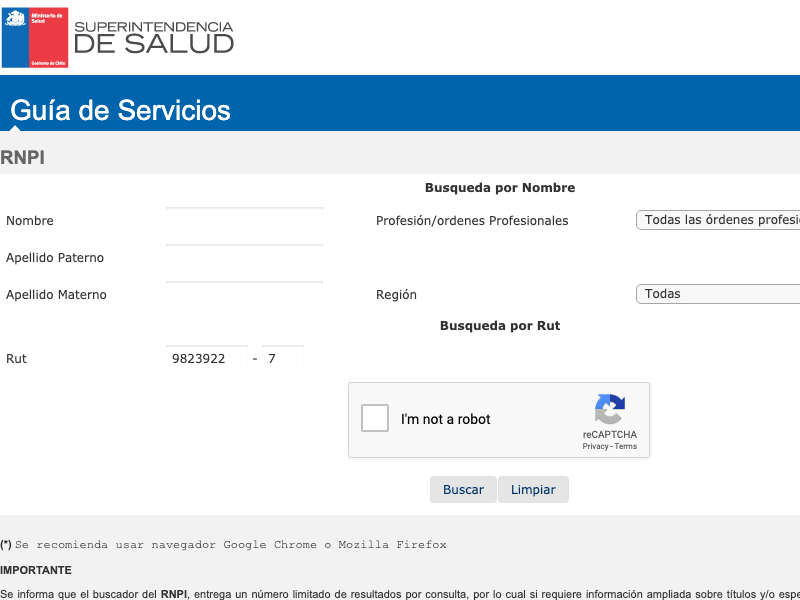 Ministerio de
Salud
Gobierno de Chile
SUPERINTENDENCIA
DE SALUD
Guía de Servicios
RNPI
Busqueda por Nombre
Nombre
Profesión/ordenes Profesionales
Todas las órdenes profesi
Apellido Paterno
Apellido Materno
Región
Todas
Busqueda por Rut
Rut
9823922 - 7
I'm not a robot
reCAPTCHA
Privacy - Terms
Buscar
Limpiar
(*) Se recomienda usar navegador Google Chrome o Mozilla Firefox
IMPORTANTE
Se informa que el buscador del RNPI, entrega un número limitado de resultados por consulta, por lo cual si requiere información ampliada sobre títulos y/o espe